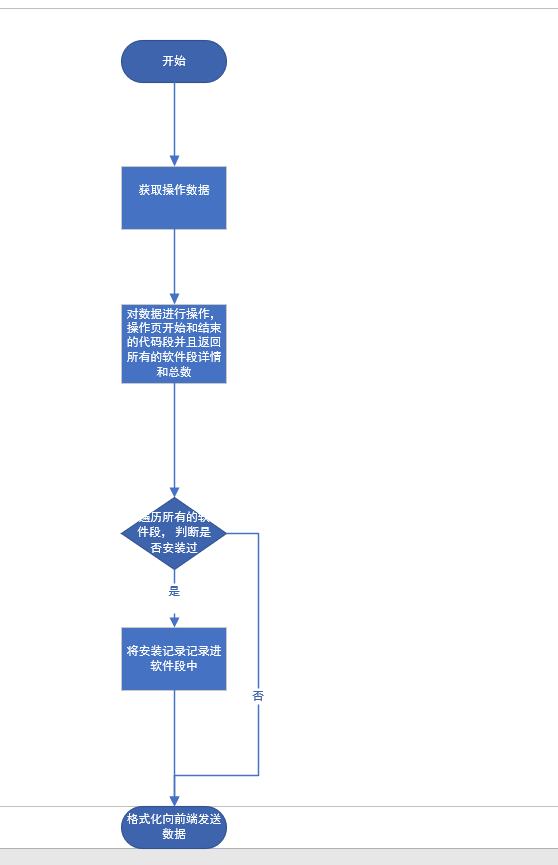 开始
获取操作数据
对数据进行操作，
操作页开始和结束
的代码段并且返回
所有的软件段详情
和总数
遍历所有的软
件段， 判断是
否安装过
是
将安装记录记录进
软件段中
否
格式化向前端发送
数据